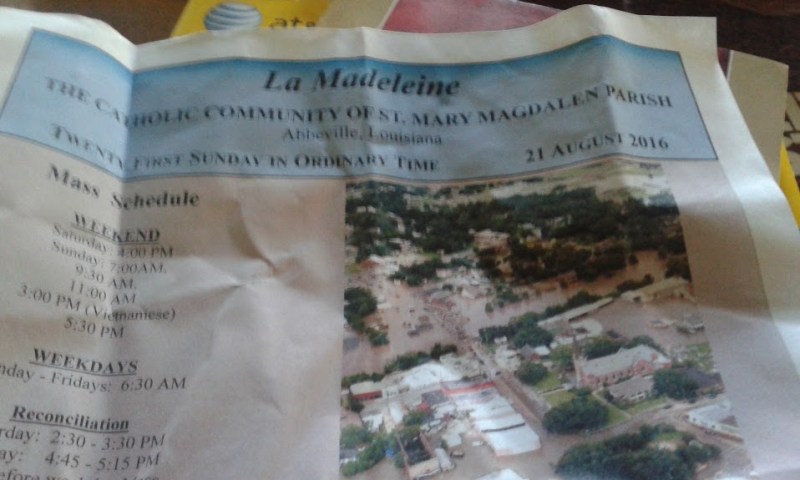 at&t
La Madeleine
THE CATHOLIC COMMUNITY OF ST. MARY MAGDALEN PARISH
Abbeville, Louisiana
TWENTY FIRST SUNDAY IN ORDINARY TIME 21 AUGUST 2016
Mass Schedule
WEEKEND
Saturday: 4:00 PM
Sunday: 7:00AM,
9:30 AM,
11:00 AM
3:00 PM (Vietnamese)
5:30 PM
WEEKDAYS
nday - Fridays: 6:30 AM
Reconciliation
rday: 2:30 - 3:30 PM
ay: 4:45 - 5:15 PM